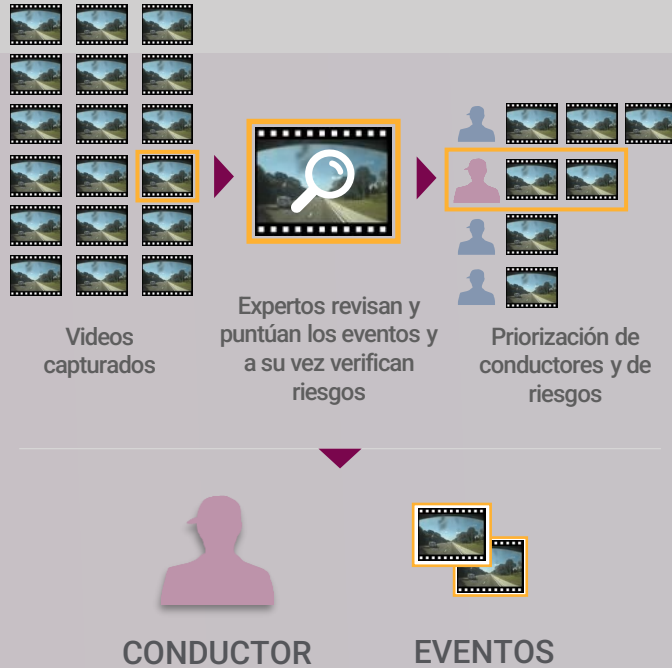 Videos
capturados
Expertos revisan y
puntúan los eventos y
a su vez verifican
riesgos
Priorización de
conductores y de
riesgos
CONDUCTOR
EVENTOS